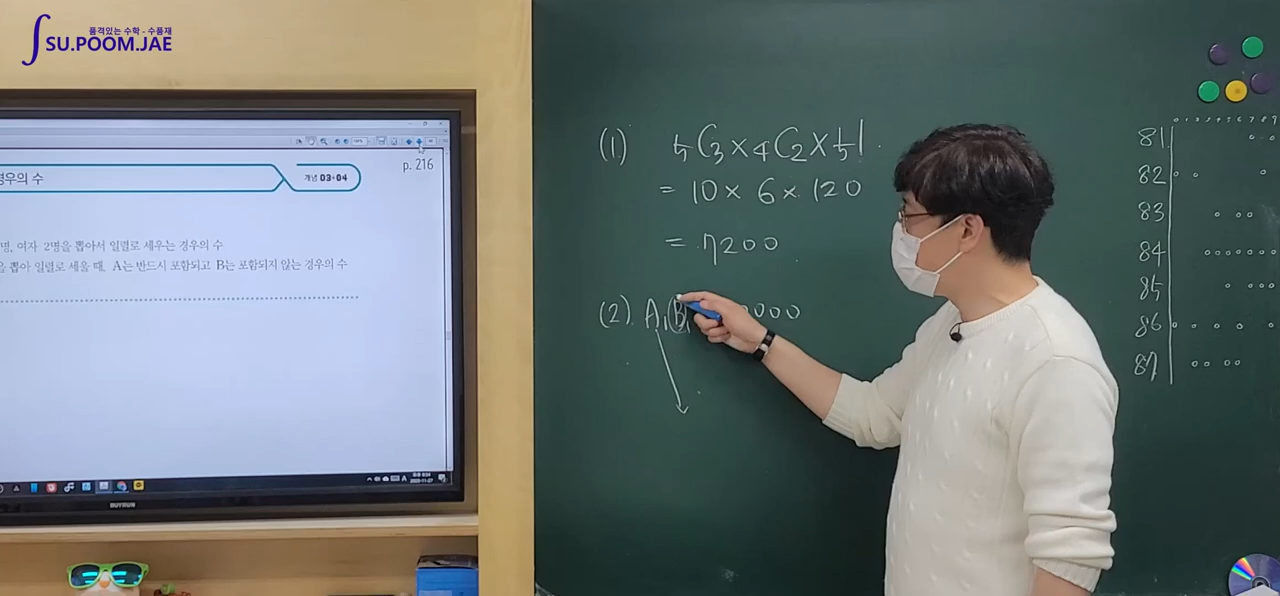 품격있는 수학 - 수품재
SU.POOM.JAE
경우의 수
개념 03-04
p. 216
명, 여자 2명을 뽑아서 일렬로 세우는 경우의 수
을 뽑아 일렬로 세울 때, A는 반드시 포함되고 B는 포함되지 않는 경우의 수
(1) 5C3 × 4C2 × 5!
= 10 × 6 × 120
= 7200
(2) A, B,
81
82
83
84
85
86
87